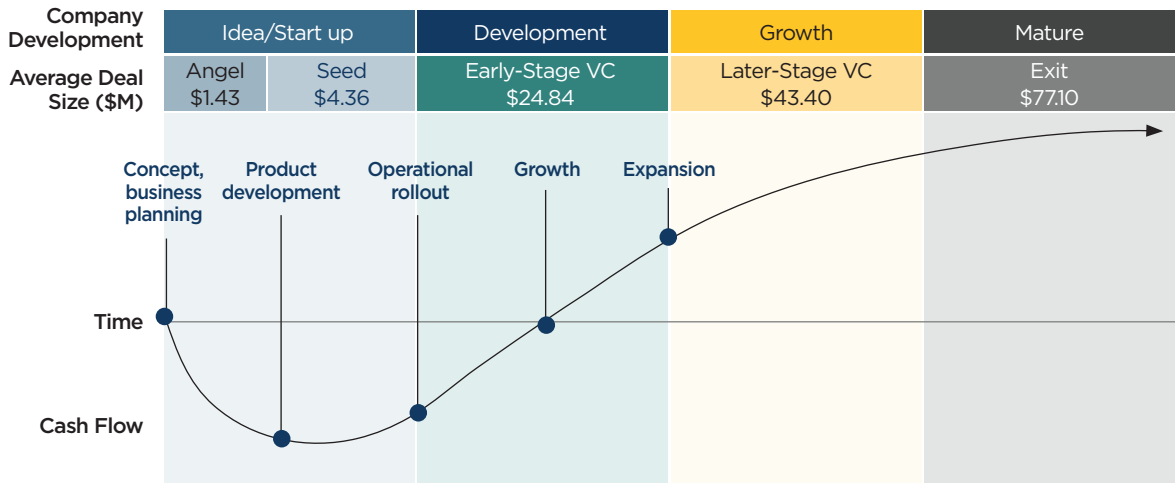 Company
Development
Idea/Start up
Development
Growth
Mature
Average Deal
Size ($M)
Angel
$1.43
Seed
$4.36
Early-Stage VC
$24.84
Later-Stage VC
$43.40
Exit
$77.10
Concept,
business
planning
Product
development
Operational
rollout
Growth
Expansion
Time
Cash Flow